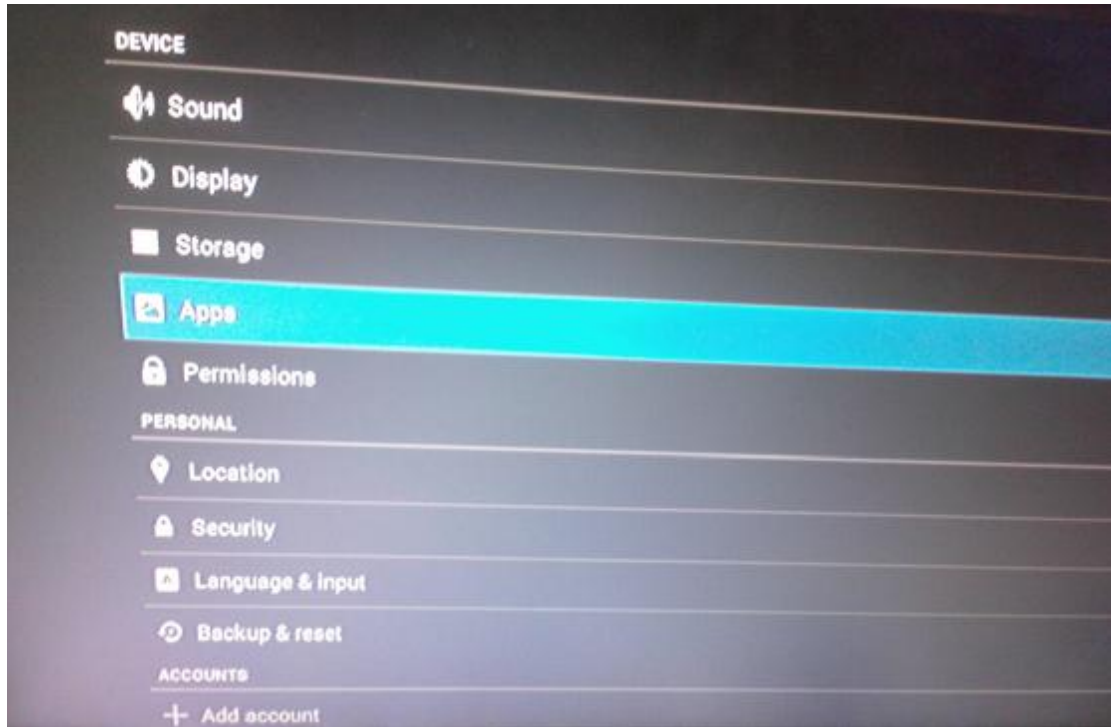 DEVICE
Sound
Display
Storage
Apps
Permissions
PERSONAL
Location
Security
Language & input
Backup & reset
ACCOUNTS
Add account